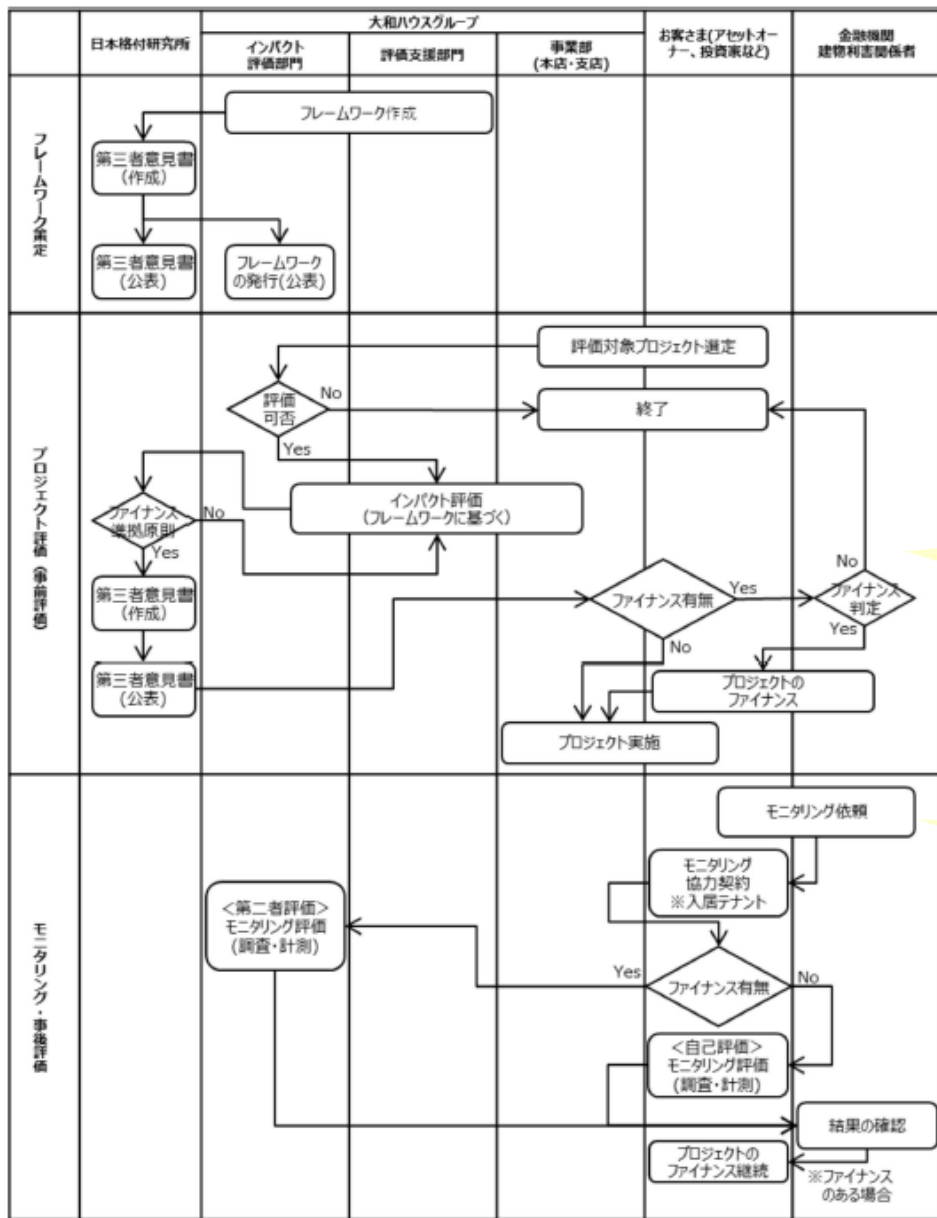 日本格付研究所
大和ハウスグループ
インパクト
評価部門
評価支援部門
事業部
(本店・支店)
お客さま(アセットオー
ナー、投資家など)
金融機関
建物利害関係者
フレームワーク策定
フレームワーク作成
第三者意見書
(作成)
第三者意見書
(公表)
フレームワーク
の発行(公表)
プロジェクト評価(事前評価)
評価対象プロジェクト選定
評価
可否
No
終了
Yes
インパクト評価
(フレームワークに基づく)
ファイナンス
準拠原則
No
Yes
第三者意見書
(作成)
第三者意見書
(公表)
ファイナンス有無
Yes
No
ファイナンス
判定
No
Yes
プロジェクトの
ファイナンス
プロジェクト実施
モニタリング・事後評価
モニタリング依頼
モニタリング
協力契約
※入居テナント
<第二者評価>
モニタリング評価
(調査・計測)
Yes
ファイナンス有無
No
<自己評価>
モニタリング評価
(調査・計測)
結果の確認
プロジェクトの
ファイナンス継続
※ファイナンス
のある場合